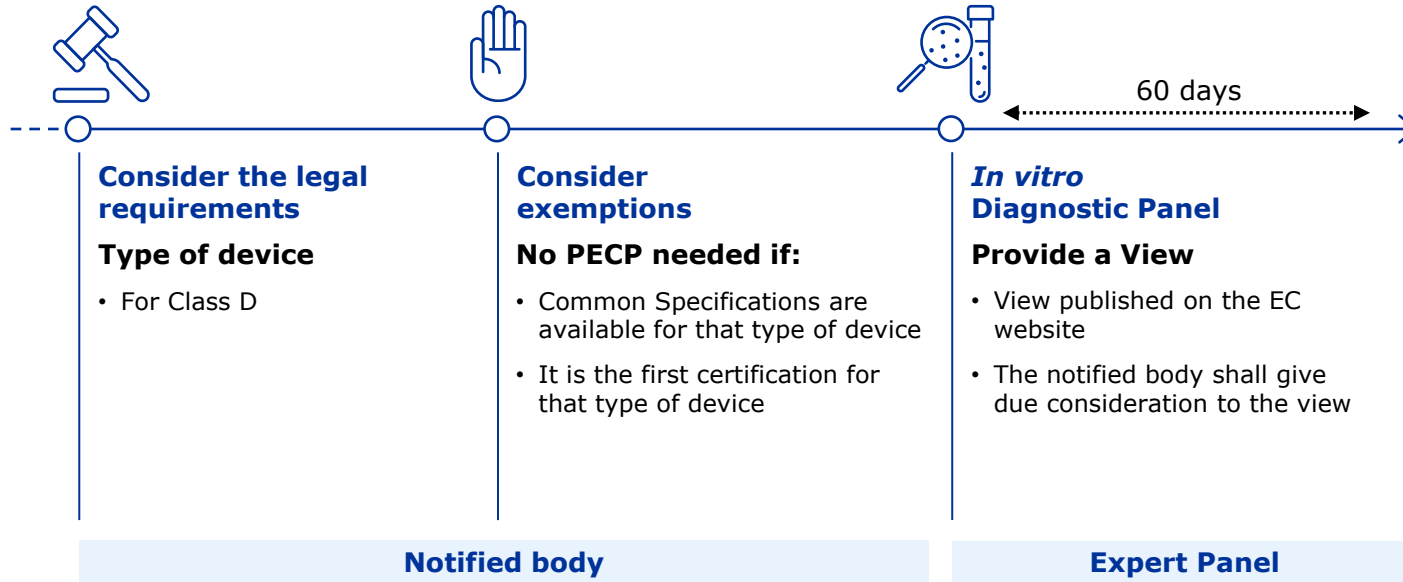 60 days
Consider the legal
requirements
Type of device
• For Class D
Consider
exemptions
No PECP needed if:
• Common Specifications are
available for that type of device
• It is the first certification for
that type of device
In vitro
Diagnostic Panel
Provide a View
• View published on the EC
website
• The notified body shall give
due consideration to the view
Notified body
Expert Panel